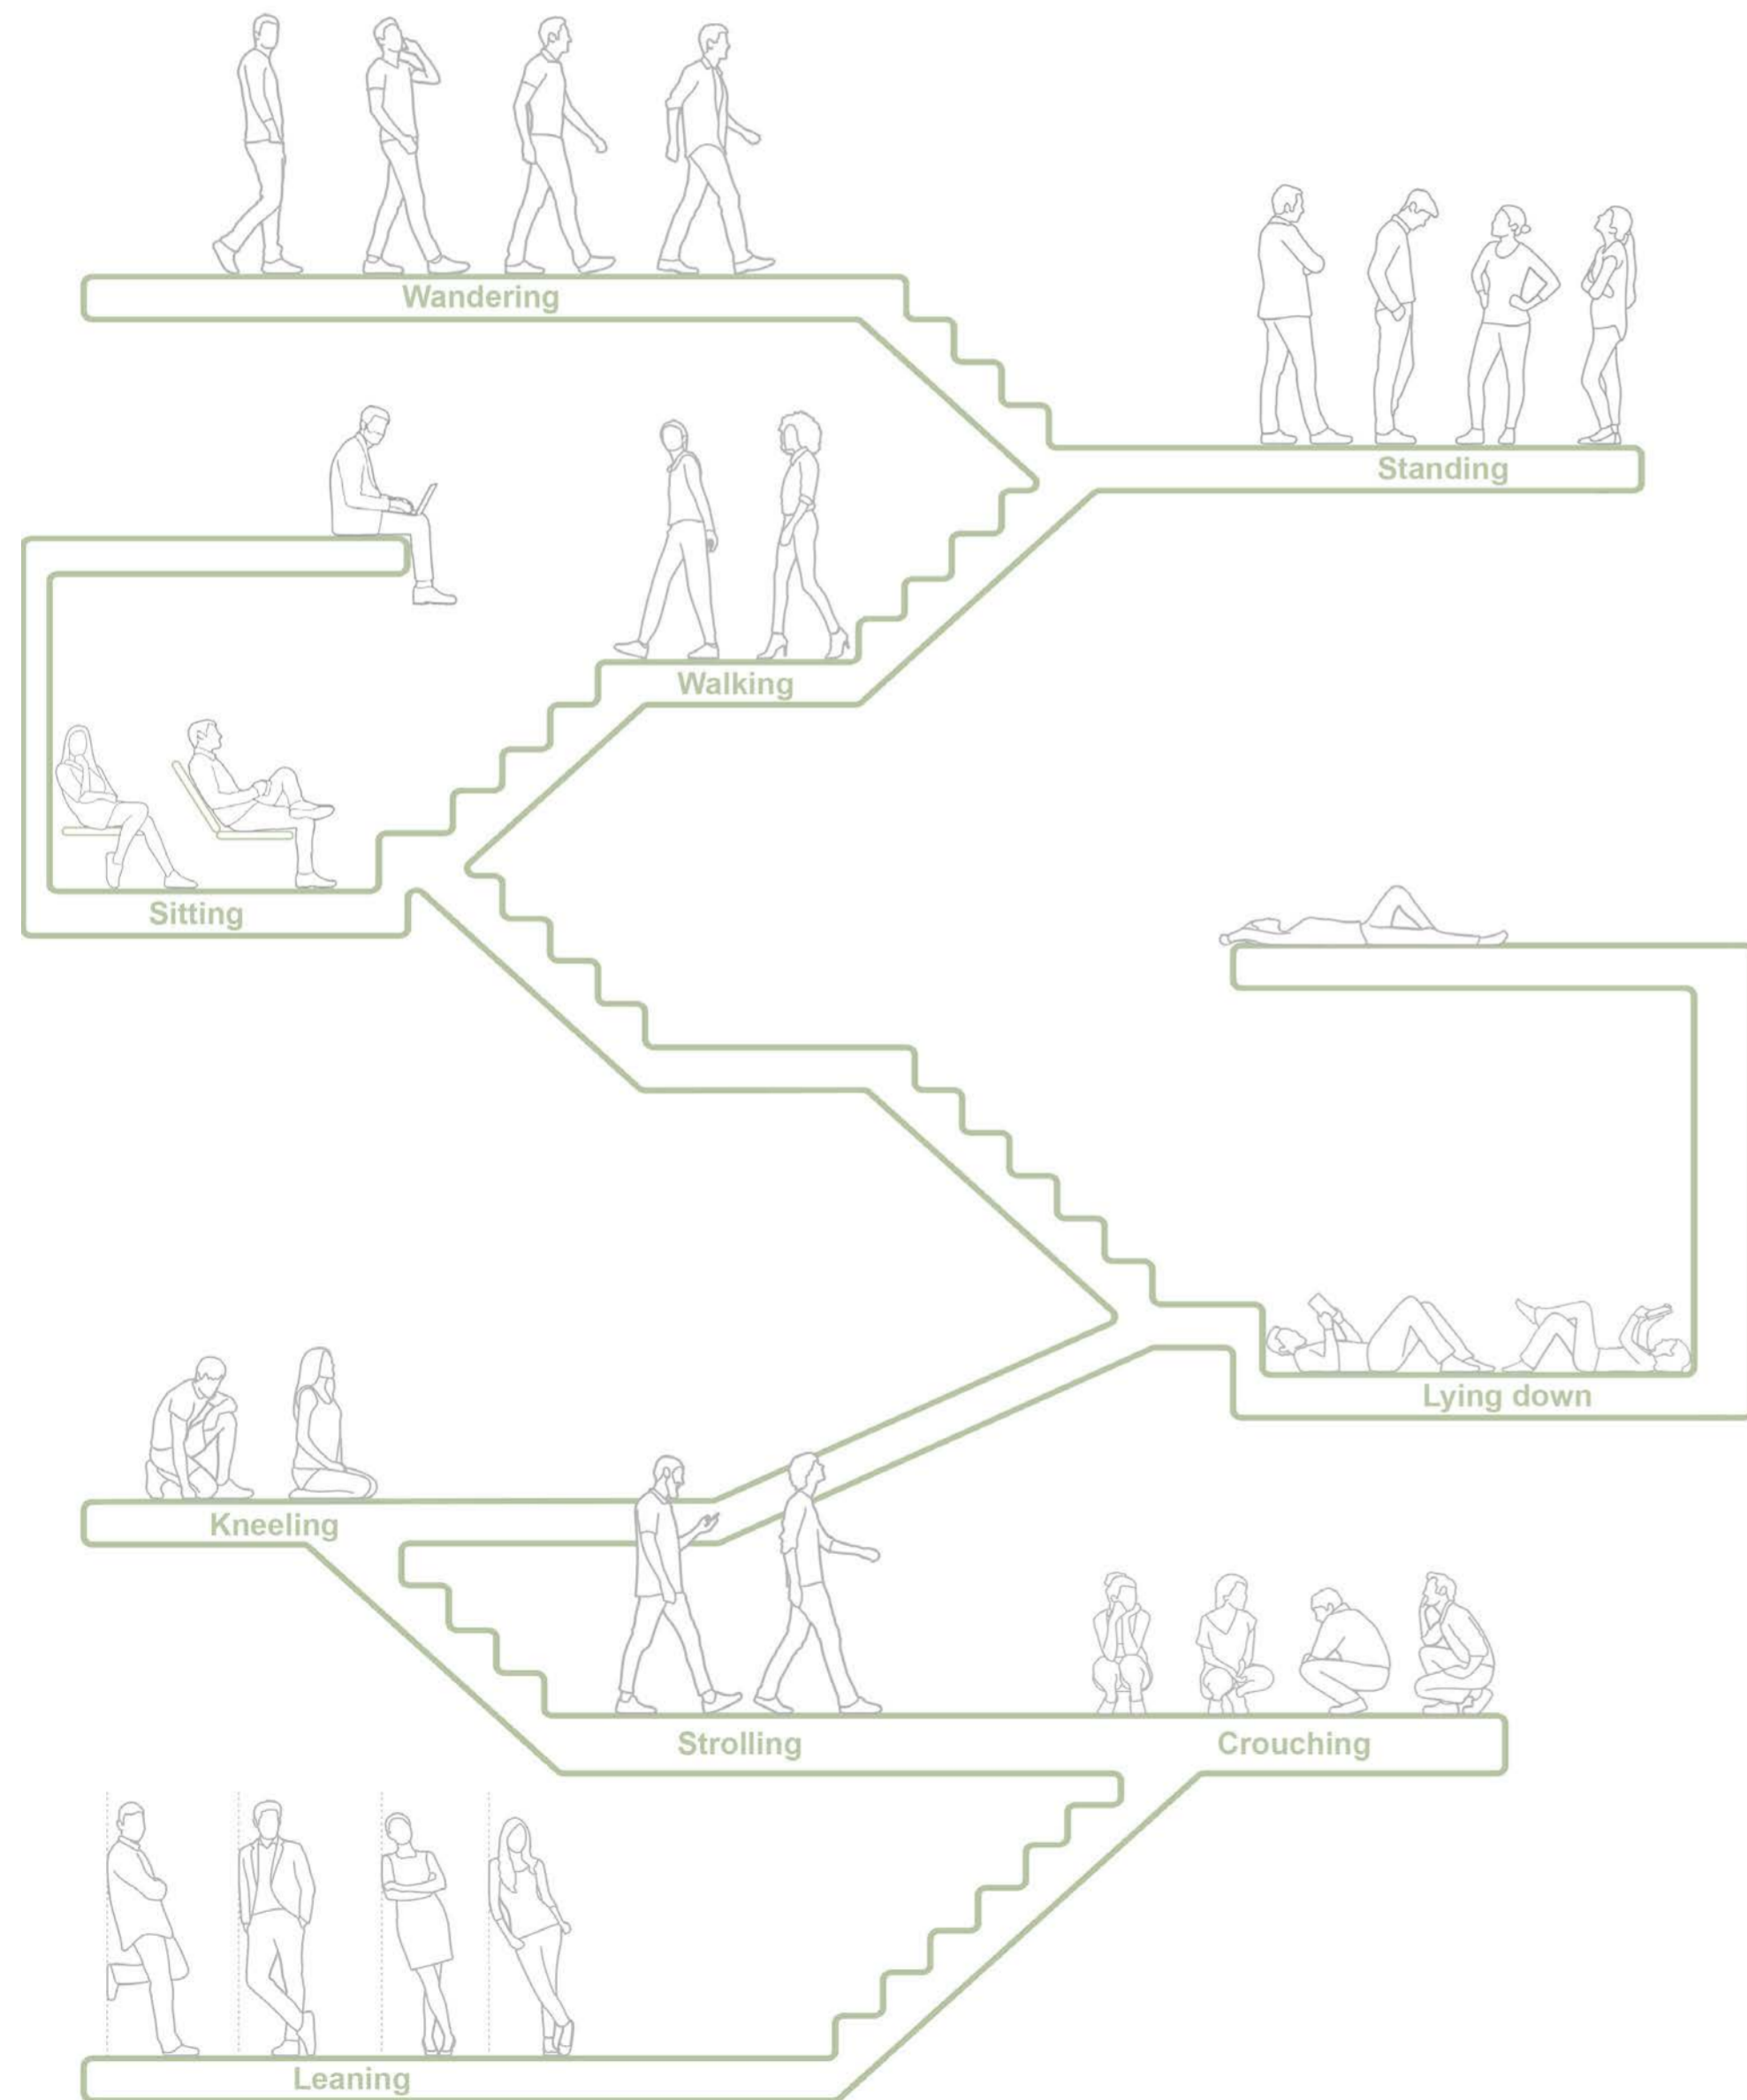 Wandering
Standing
Walking
Sitting
Lying down
Kneeling
Strolling
Crouching
Leaning